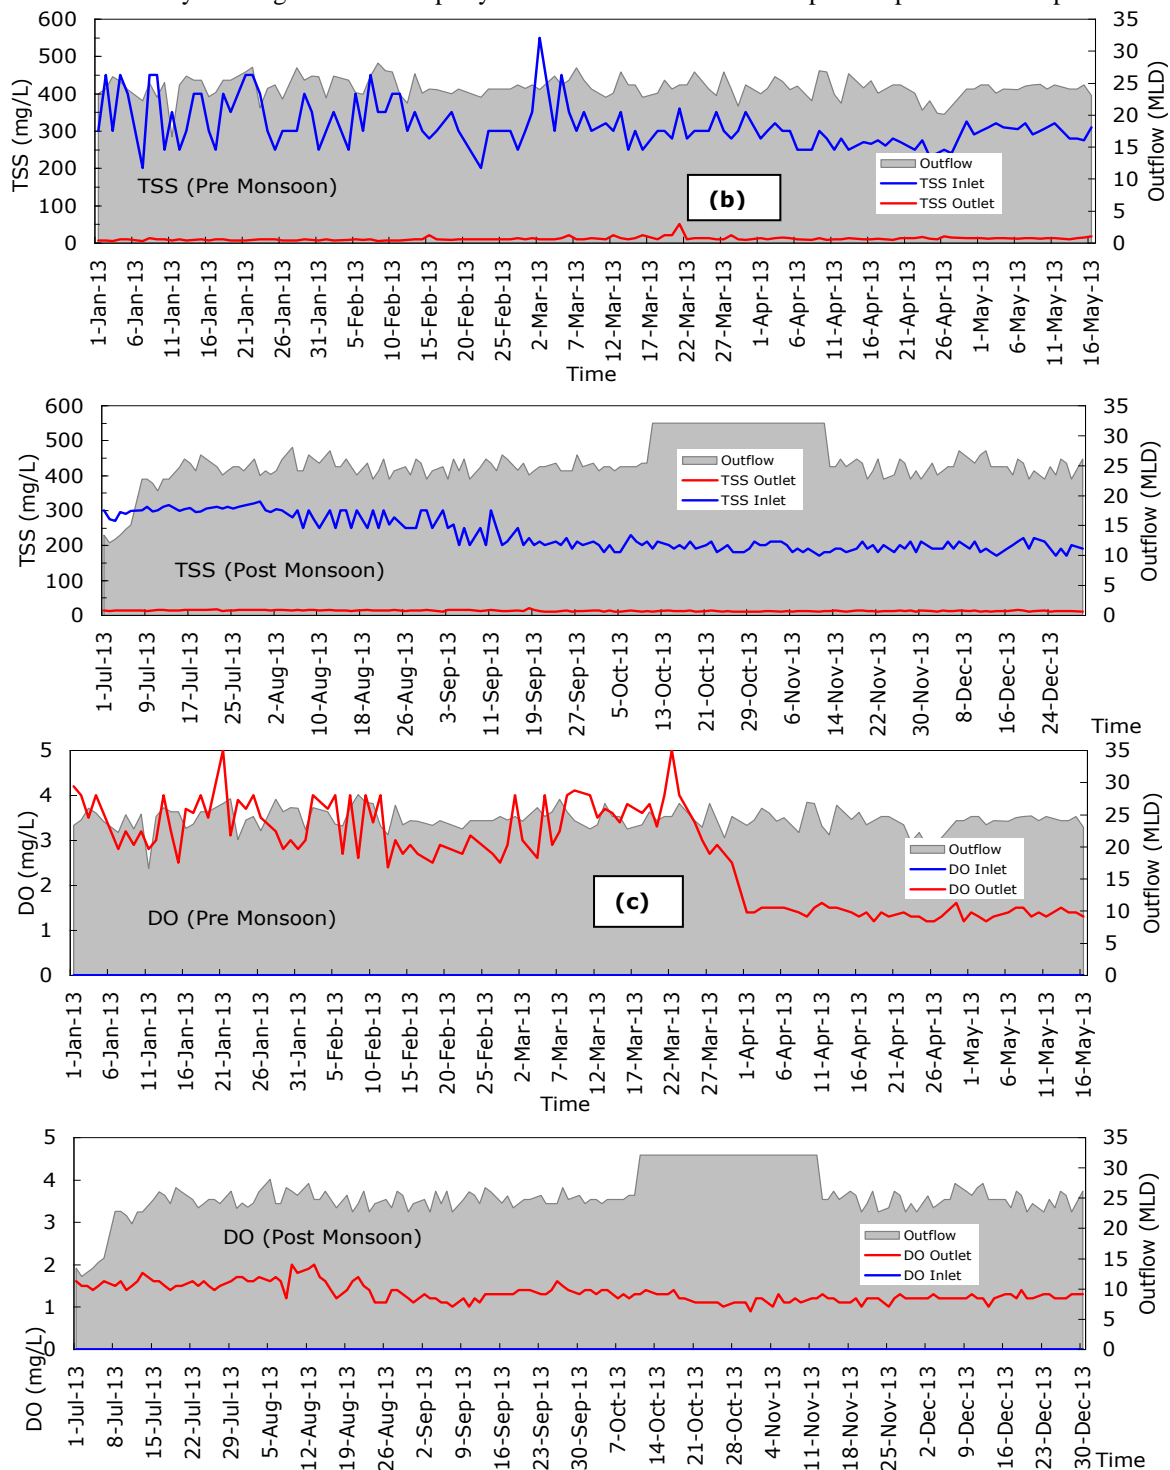 600
500
400
300
200
100
0
TSS (mg/L)
35
30
25
20
15
10
5
0
Outflow (MLD)
TSS (Pre Monsoon)
(b)
Outflow
TSS Inlet
TSS Outlet
1-Jan-13
6-Jan-13
11-Jan-13
16-Jan-13
21-Jan-13
26-Jan-13
31-Jan-13
5-Feb-13
10-Feb-13
15-Feb-13
20-Feb-13
25-Feb-13
2-Mar-13
7-Mar-13
12-Mar-13
17-Mar-13
22-Mar-13
27-Mar-13
1-Apr-13
6-Apr-13
11-Apr-13
16-Apr-13
21-Apr-13
26-Apr-13
1-May-13
6-May-13
11-May-13
16-May-13
Time
600
500
400
300
200
100
0
TSS (mg/L)
35
30
25
20
15
10
5
0
Outflow (MLD)
Outflow
TSS Outlet
TSS Inlet
TSS (Post Monsoon)
1-Jul-13
9-Jul-13
17-Jul-13
25-Jul-13
2-Aug-13
10-Aug-13
18-Aug-13
26-Aug-13
3-Sep-13
11-Sep-13
19-Sep-13
27-Sep-13
5-Oct-13
13-Oct-13
21-Oct-13
29-Oct-13
6-Nov-13
14-Nov-13
22-Nov-13
30-Nov-13
8-Dec-13
16-Dec-13
24-Dec-13
Time
5
4
3
2
1
0
DO (mg/L)
35
30
25
20
15
10
5
0
Outflow (MLD)
Outflow
DO Inlet
DO Outlet
(c)
DO (Pre Monsoon)
1-Jan-13
6-Jan-13
11-Jan-13
16-Jan-13
21-Jan-13
26-Jan-13
31-Jan-13
5-Feb-13
10-Feb-13
15-Feb-13
20-Feb-13
25-Feb-13
2-Mar-13
7-Mar-13
12-Mar-13
17-Mar-13
22-Mar-13
27-Mar-13
1-Apr-13
6-Apr-13
11-Apr-13
16-Apr-13
21-Apr-13
26-Apr-13
1-May-13
6-May-13
11-May-13
16-May-13
Time
5
4
3
2
1
0
DO (mg/L)
35
30
25
20
15
10
5
0
Outflow (MLD)
DO (Post Monsoon)
Outflow
DO Outlet
DO Inlet
1-Jul-13
8-Jul-13
15-Jul-13
22-Jul-13
29-Jul-13
5-Aug-13
12-Aug-13
19-Aug-13
26-Aug-13
2-Sep-13
9-Sep-13
16-Sep-13
23-Sep-13
30-Sep-13
7-Oct-13
14-Oct-13
21-Oct-13
28-Oct-13
4-Nov-13
11-Nov-13
18-Nov-13
25-Nov-13
2-Dec-13
9-Dec-13
16-Dec-13
23-Dec-13
30-Dec-13
Time